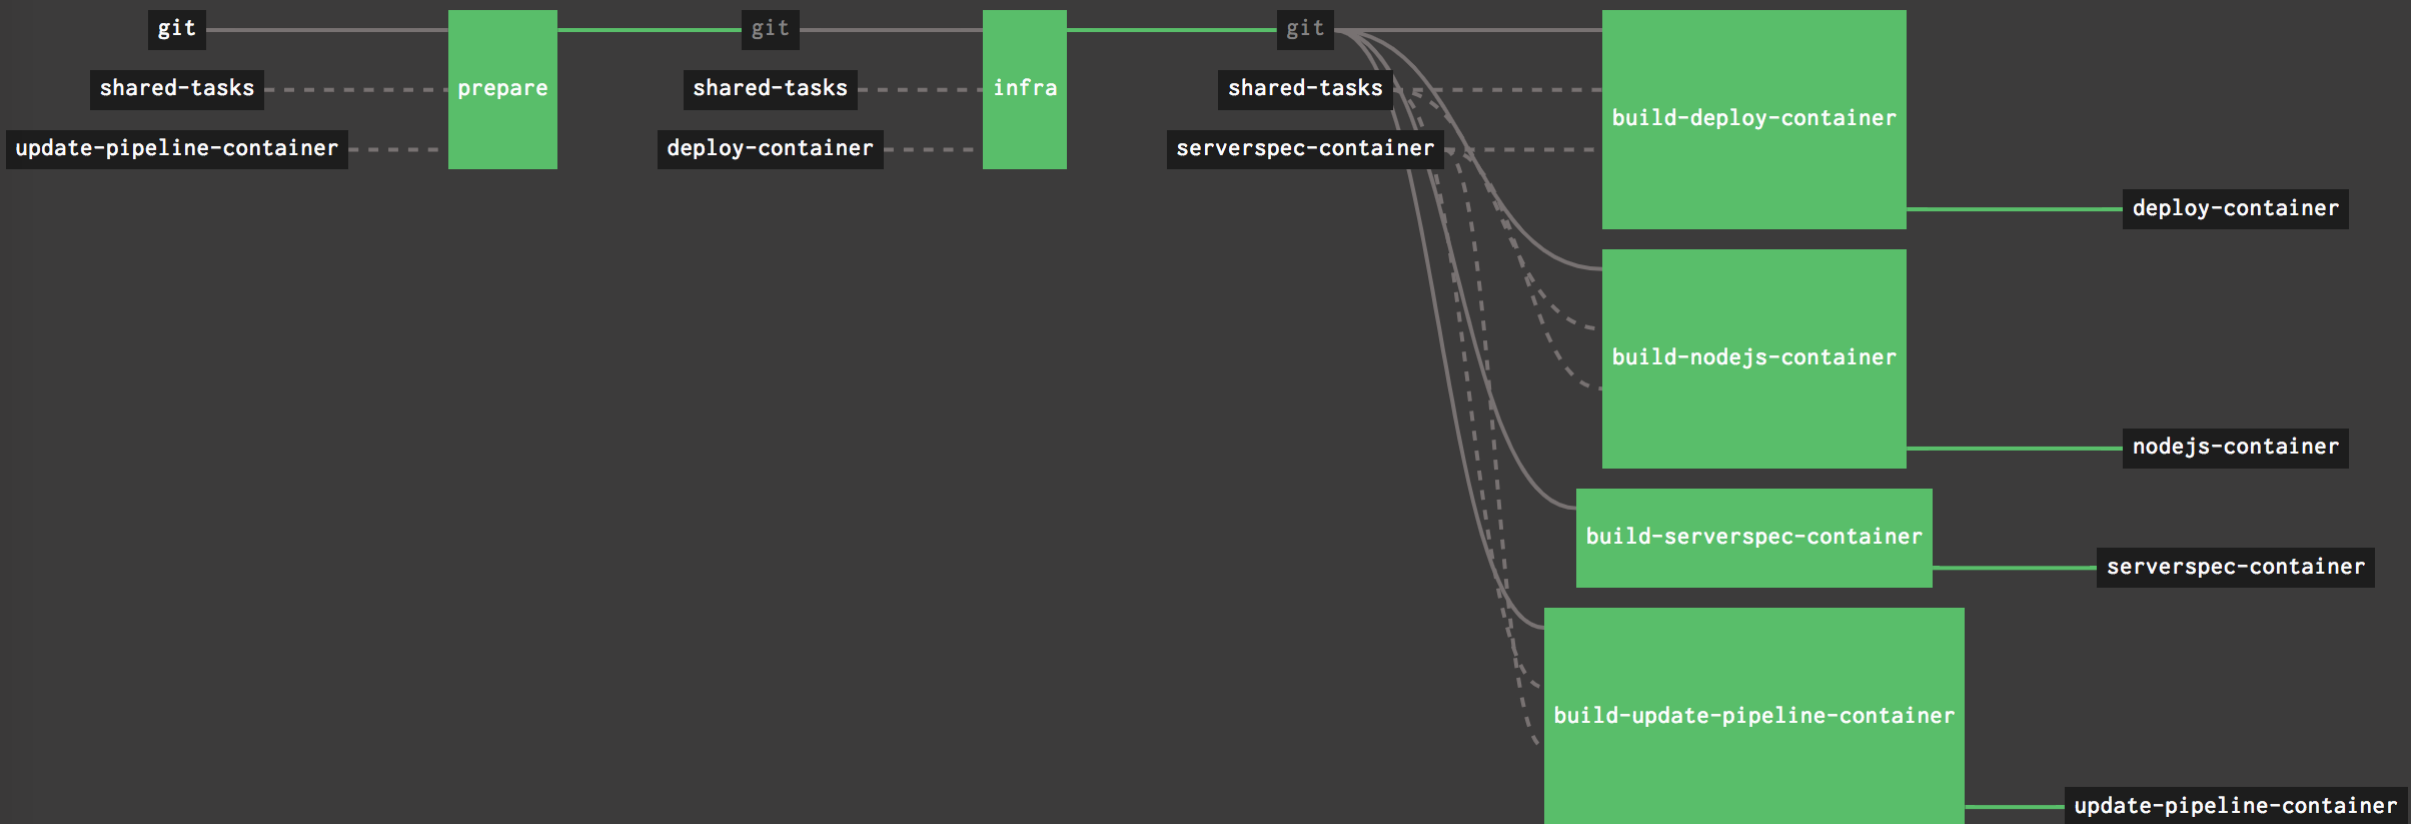 git
shared-tasks
update-pipeline-container
prepare
git
shared-tasks
deploy-container
infra
git
shared-tasks
serverspec-container
build-deploy-container
deploy-container
build-nodejs-container
nodejs-container
build-serverspec-container
serverspec-container
build-update-pipeline-container
update-pipeline-container